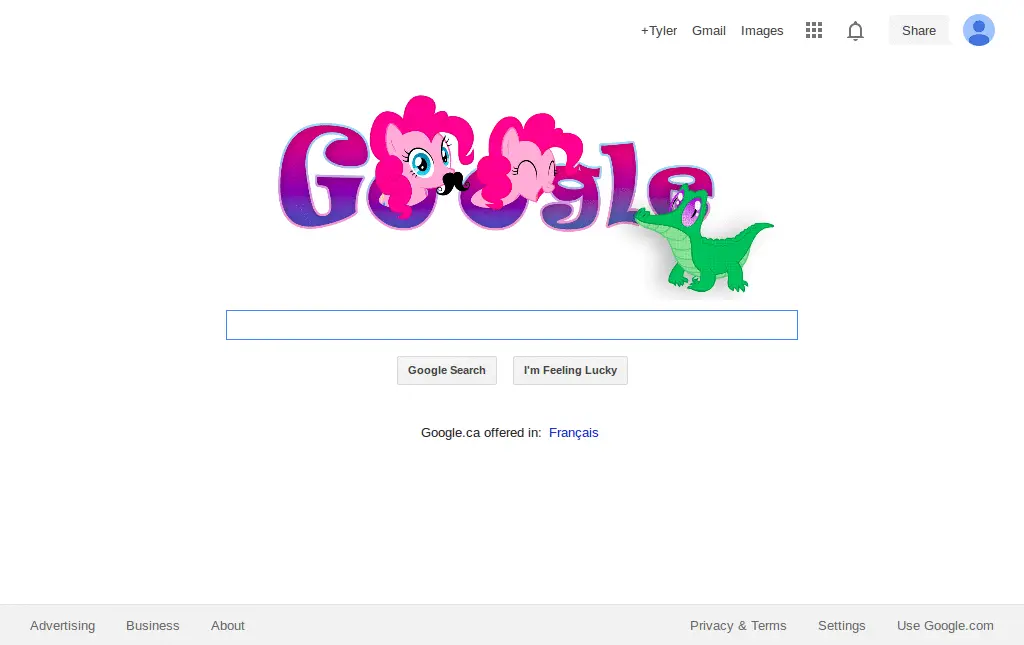 +Tyler Gmail Images Share
Google
Google Search I'm Feeling Lucky
Google.ca offered in: Français
Advertising Business About Privacy & Terms Settings Use Google.com